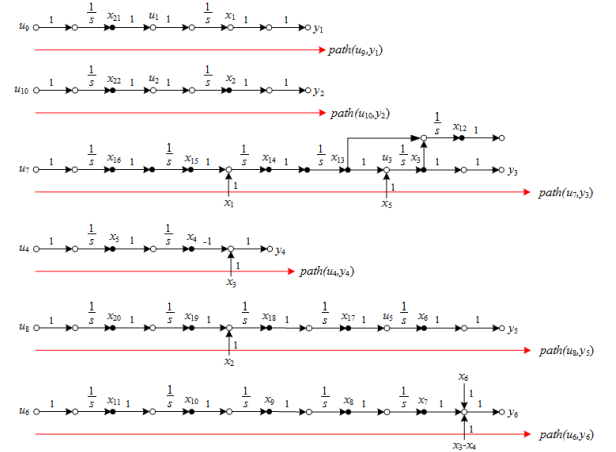 1/s x21 1/s x1
u9 1 1 u1 1 1 1 y1
path(u9,y1)
1/s x22 1/s x2
u10 1 1 u2 1 1 1 y2
path(u10,y2)
1/s x12 1
1/s x16 1/s x15 1/s x14 1/s x13 u3 1/s x3
u7 1 1 1 1 1 1 1 1 1 y3
1 1
x1 x5
path(u7,y3)
1/s x5 1/s x4 -1
u4 1 1 1 y4
1
x3
path(u4,y4)
1/s x20 1/s x19 1/s x18 1/s x17 u5 1/s x6
u8 1 1 1 1 1 1 1 y5
1
x2
path(u8,y5)
x6
1
1/s x11 1/s x10 1/s x9 1/s x8 1/s x7
u6 1 1 1 1 1 1 1 y6
1
x3-x4
path(u6,y6)